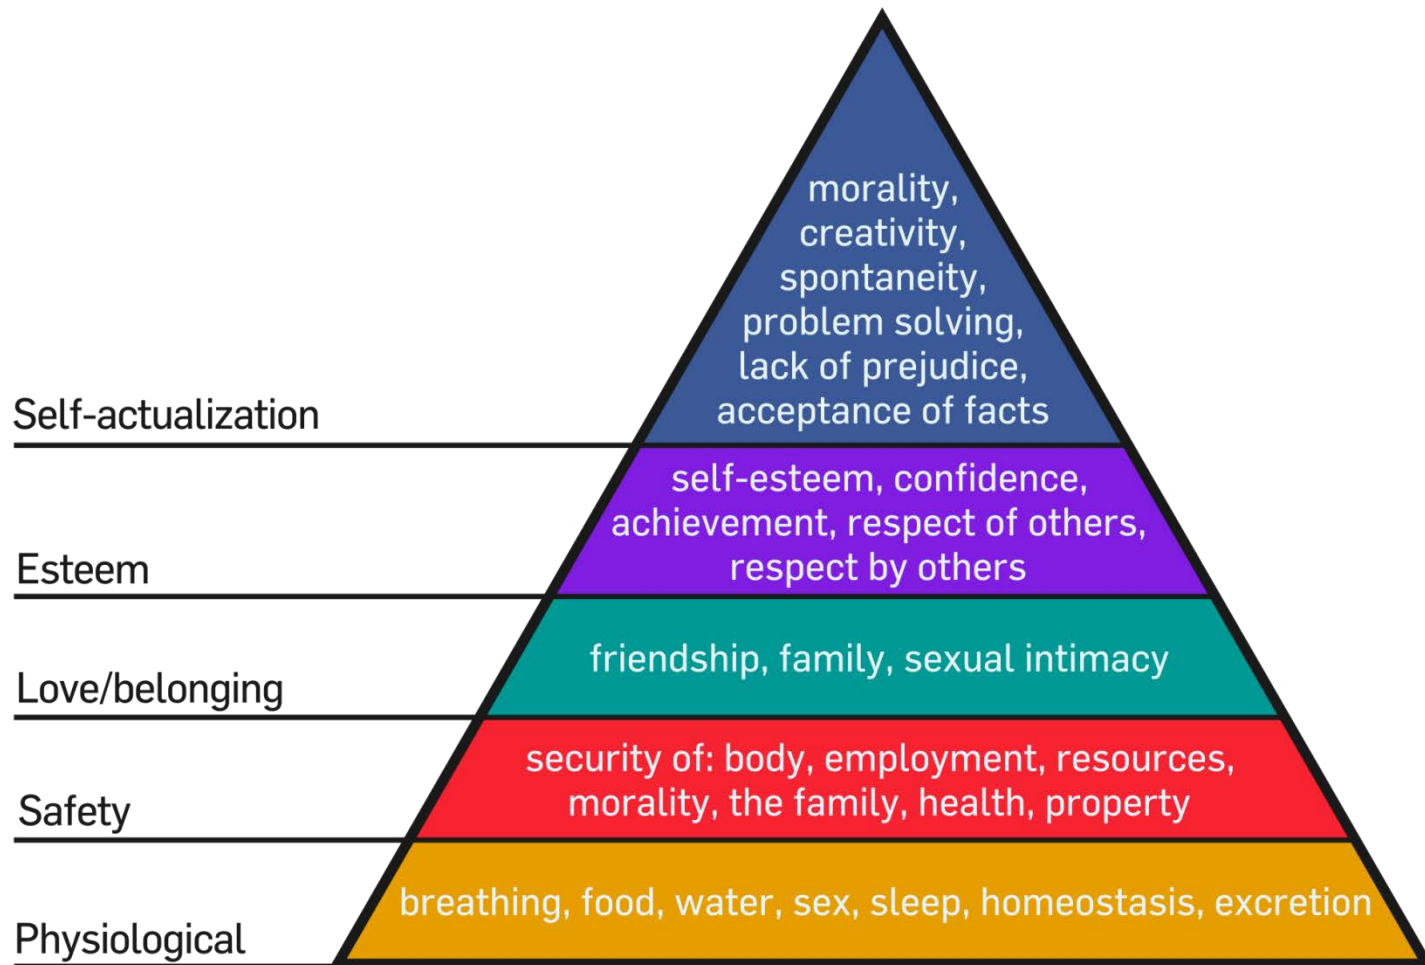 morality,
creativity,
spontaneity,
problem solving,
lack of prejudice,
acceptance of facts
Self-actualization
self-esteem, confidence,
achievement, respect of others,
respect by others
Esteem
friendship, family, sexual intimacy
Love/belonging
security of: body, employment, resources,
morality, the family, health, property
Safety
breathing, food, water, sex, sleep, homeostasis, excretion
Physiological